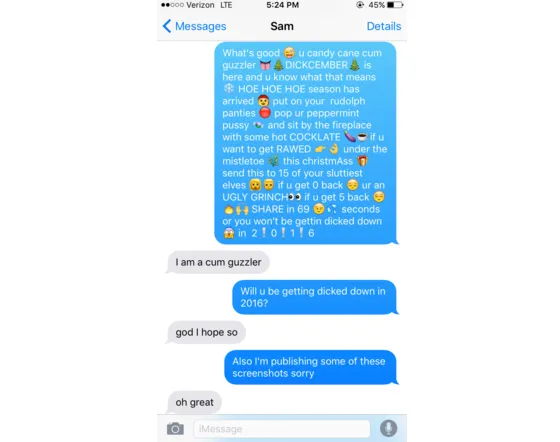 ●●○○○ Verizon LTE 5:24 PM 45%
Messages Sam Details
What's good 😄 u candy cane cum
guzzler 👅🎄DICKCEMBER🎄 is
here and u know what that means
❄️ HOE HOE HOE season has
arrived 🎅 put on your rudolph
panties 👹 pop ur peppermint
pussy 🍬 and sit by the fireplace
with some hot COCKLATE 🍆☕ if u
want to get RAWED 👉👌 under the
mistletoe 🌿 this christmAss 🎅
send this to 15 of your sluttiest
elves 👱👱 if u get 0 back 😔 ur an
UGLY GRINCH👀 if u get 5 back 😏
👏🙌 SHARE in 69 😏💦 seconds
or you won't be gettin dicked down
😱 in 2❕0❕1❕6
I am a cum guzzler
Will u be getting dicked down in
2016?
god I hope so
Also I'm publishing some of these
screenshots sorry
oh great
iMessage